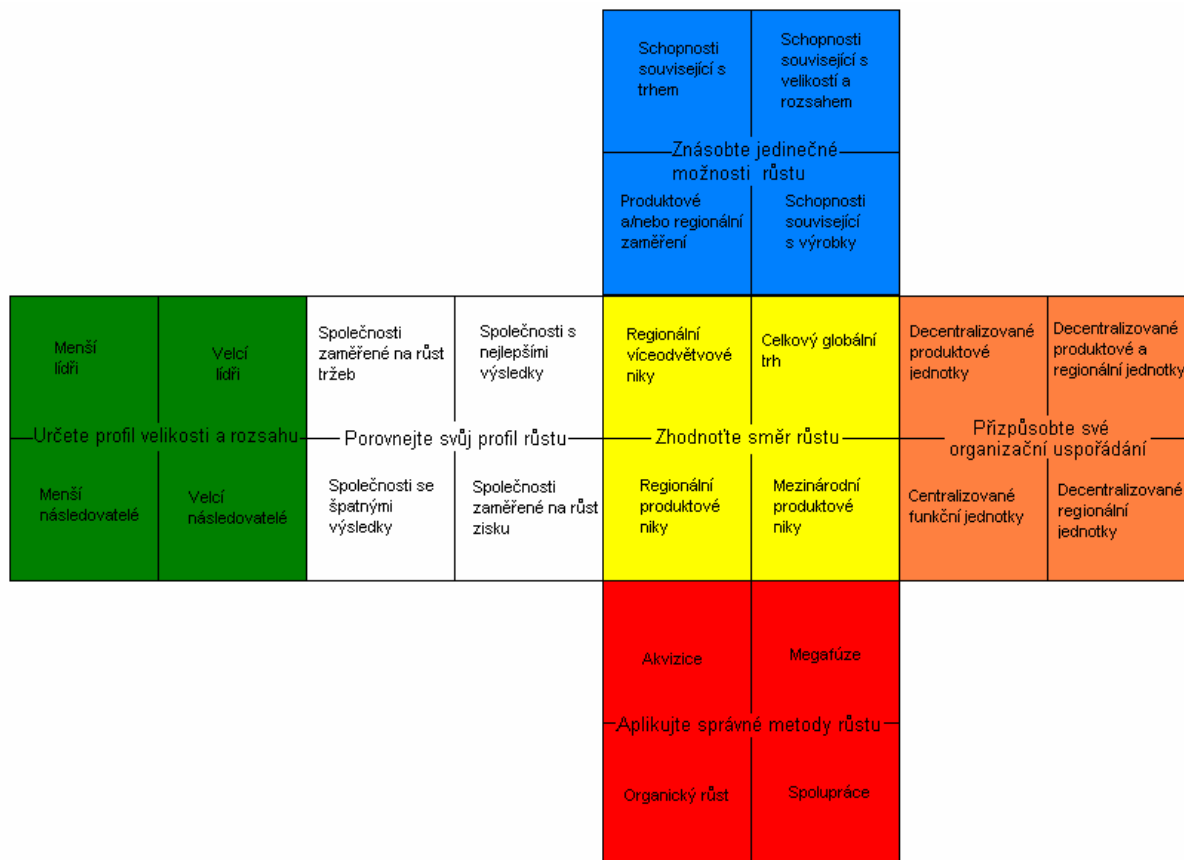 Schopnosti
související s
trhem
Schopnosti
související s
velikostí a
rozsahem
Znásobte jedinečné
možnosti růstu
Produktové
a/nebo regionální
zaměření
Schopnosti
související
s výrobky
Menší
lídři
Velcí
lídři
Určete profil velikosti a rozsahu
Menší
následovatelé
Velcí
následovatelé
Společnosti
zaměřené na růst
tržeb
Společnosti s
nejlepšími
výsledky
Porovnejte svůj profil růstu
Společnosti se
špatnými
výsledky
Společnosti
zaměřené na růst
zisku
Regionální
víceodvětvové
niky
Celkový globální
trh
Zhodnoťte směr růstu
Regionální
produktové
niky
Mezinárodní
produktové
niky
Decentralizované
produktové
jednotky
Decentralizované
produktové a
regionální jednotky
Přizpůsobte své
organizační uspořádání
Centralizované
funkční jednotky
Decentralizované
regionální
jednotky
Akvizice
Megafúze
Aplikujte správné metody růstu
Organický růst
Spolupráce